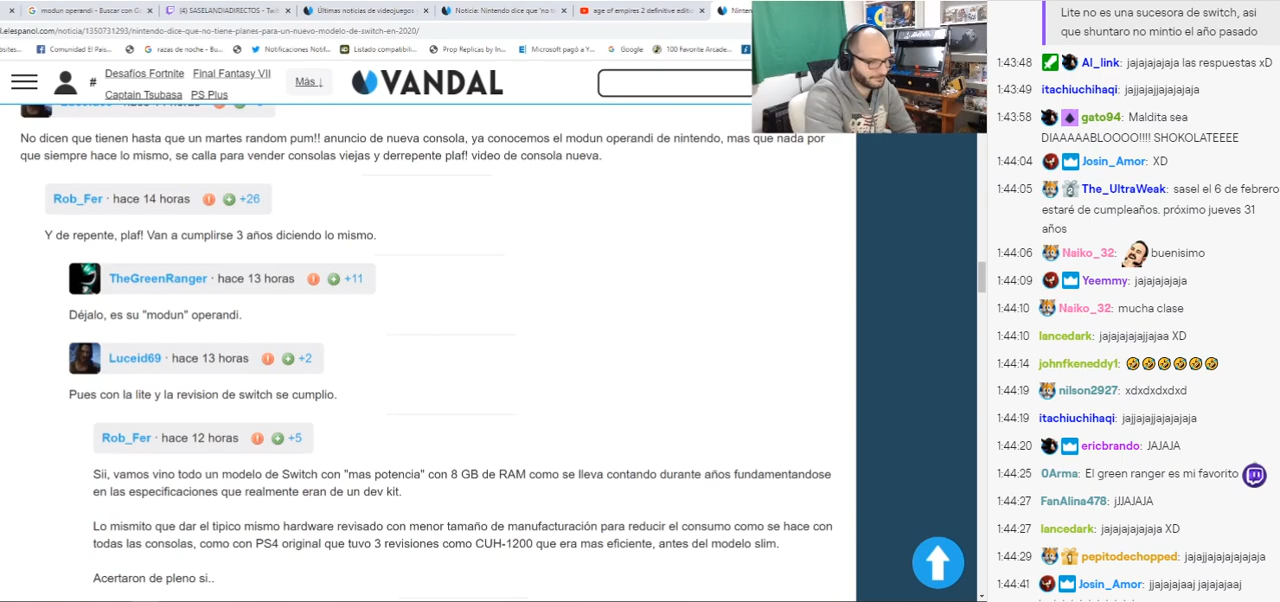 modun operandi - Buscar con G
(4) SASELANDIADIRECTOS - Twit
Últimas noticias de videojuegos
Noticia: Nintendo dice que 'no ti
age of empires 2 definitive editi
Ninten
l.elespanol.com/noticia/1350731293/nintendo-dice-que-no-tiene-planes-para-un-nuevo-modelo-de-switch-en-2020/
Comunidad El Pais...
razas de noche - Bu...
Notificaciones Notif...
Listado compatibili...
Prop Replicas by In...
Microsoft pagó a Y...
Google
100 Favorite Arcade...
#
Desafíos Fortnite
Final Fantasy VII
Captain Tsubasa
PS Plus
Más ↓
VANDAL
No dicen que tienen hasta que un martes random pum!! anuncio de nueva consola, ya conocemos el modun operandi de nintendo, mas que nada por
que siempre hace lo mismo, se calla para vender consolas viejas y derrepente plaf! video de consola nueva.
Rob_Fer · hace 14 horas +26
Y de repente, plaf! Van a cumplirse 3 años diciendo lo mismo.
TheGreenRanger · hace 13 horas +11
Déjalo, es su "modun" operandi.
Luceid69 · hace 13 horas +2
Pues con la lite y la revision de switch se cumplio.
Rob_Fer · hace 12 horas +5
Sii, vamos vino todo un modelo de Switch con "mas potencia" con 8 GB de RAM como se lleva contando durante años fundamentandose
en las especificaciones que realmente eran de un dev kit.
Lo mismito que dar el tipico mismo hardware revisado con menor tamaño de manufacturación para reducir el consumo como se hace con
todas las consolas, como con PS4 original que tuvo 3 revisiones como CUH-1200 que era mas eficiente, antes del modelo slim.
Acertaron de pleno si..
Lite no es una sucesora de switch, asi
que shuntaro no mintio el año pasado
1:43:48 Al_link: jajajajajaja las respuestas xD
1:43:49 itachiuchihaqi: jajjajajjajajaja
1:43:58 gato94: Maldita sea
DIAAAAABLOOOO!!!! SHOKOLATEEEE
1:44:04 Josin_Amor: XD
1:44:05 The_UltraWeak: sasel el 6 de febrero
estaré de cumpleaños. próximo jueves 31
años
1:44:06 Naiko_32: buenisimo
1:44:09 Yeemmy: jajajajajaja
1:44:10 Naiko_32: mucha clase
1:44:10 lancedark: jajajajajajjajaa XD
1:44:14 johnfkeneddy1:
1:44:19 nilson2927: xdxdxdxdxd
1:44:19 itachiuchihaqi: jajjajajjajajajaja
1:44:20 ericbrando: JAJAJA
1:44:25 0Arma: El green ranger es mi favorito
1:44:27 FanAlina478: jJJAJAJA
1:44:27 lancedark: jajajajajajaja XD
1:44:29 pepitodechopped: jajajjajajajajajaja
1:44:41 Josin_Amor: jjajajajaaj jajajajaaj